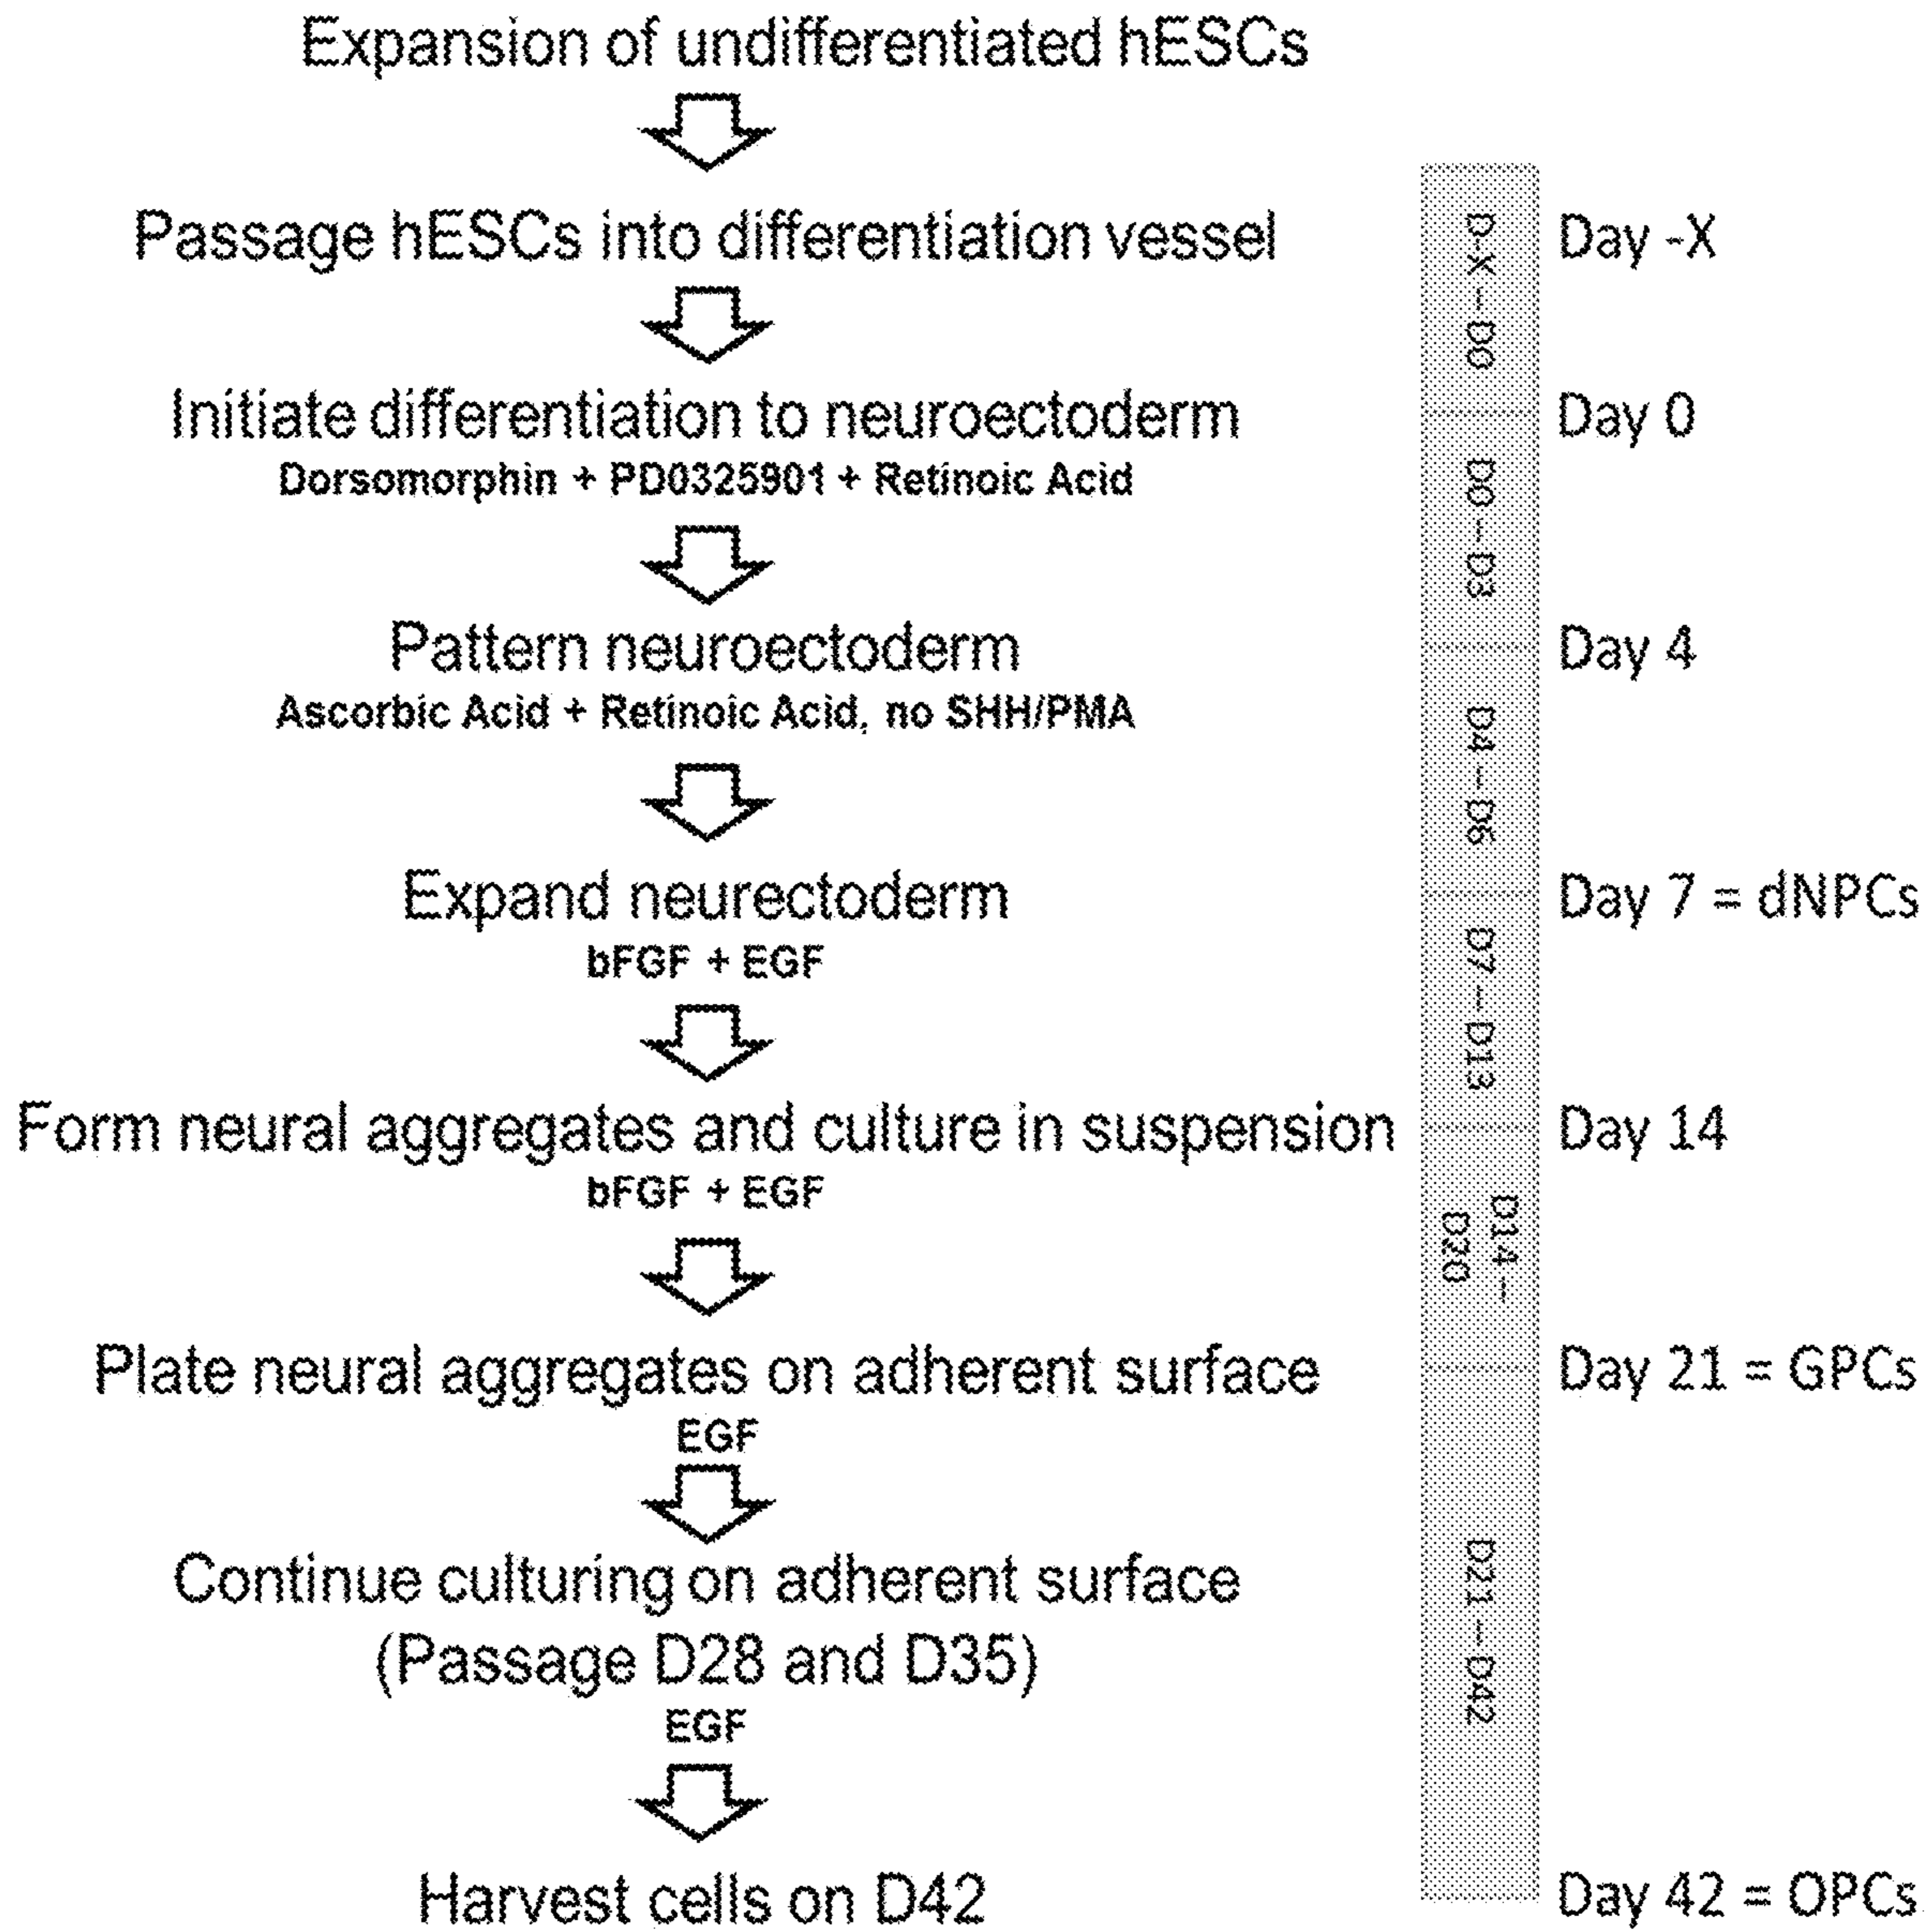 Expansion of undifferentiated hESCs
Passage hESCs into differentiation vessel
D-X – D0
Day -X
Initiate differentiation to neuroectoderm
Dorsomorphin + PD0325901 + Retinoic Acid
D0 – D3
Day 0
Pattern neuroectoderm
Ascorbic Acid + Retinoic Acid, no SHH/PMA
D4 – D6
Day 4
Expand neurectoderm
bFGF + EGF
D7 – D13
Day 7 = dNPCs
Form neural aggregates and culture in suspension
bFGF + EGF
D14 –
D20
Day 14
Plate neural aggregates on adherent surface
EGF
Day 21 = GPCs
Continue culturing on adherent surface
(Passage D28 and D35)
EGF
D21 – D42
Harvest cells on D42
Day 42 = OPCs